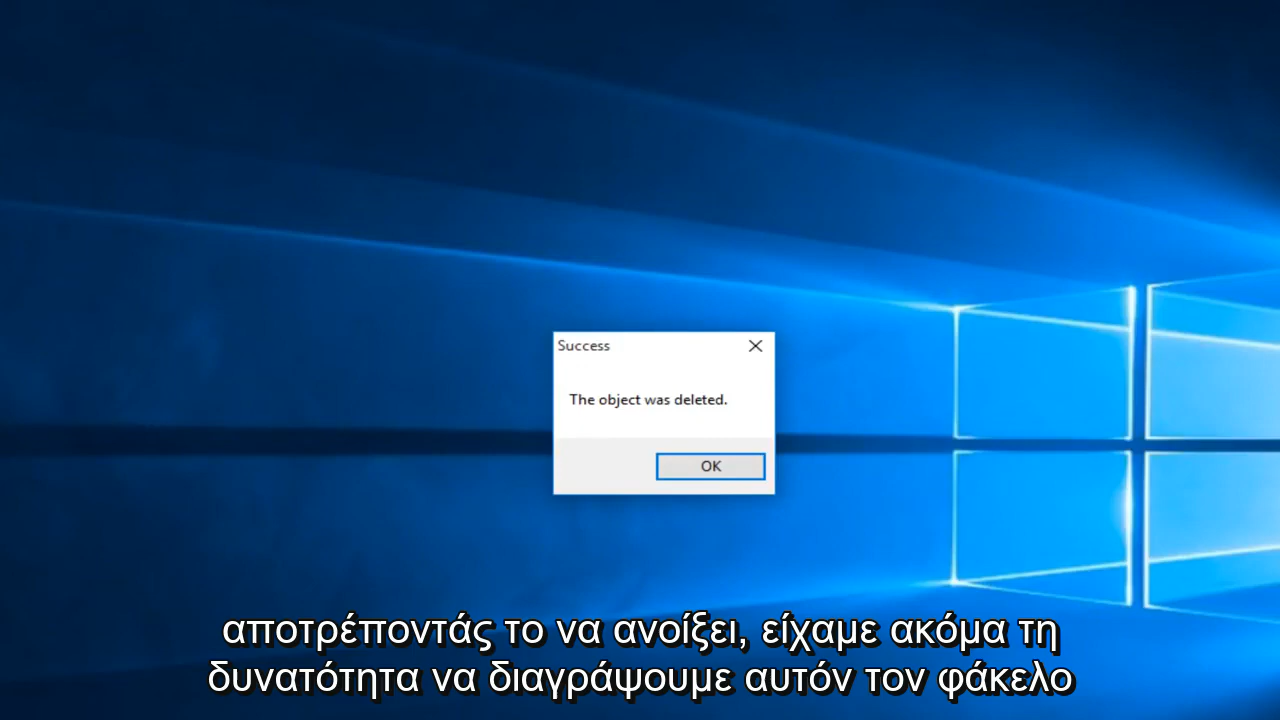 Success
The object was deleted.
OK
αποτρέποντάς το να ανοίξει, είχαμε ακόμα τη
δυνατότητα να διαγράψουμε αυτόν τον φάκελο